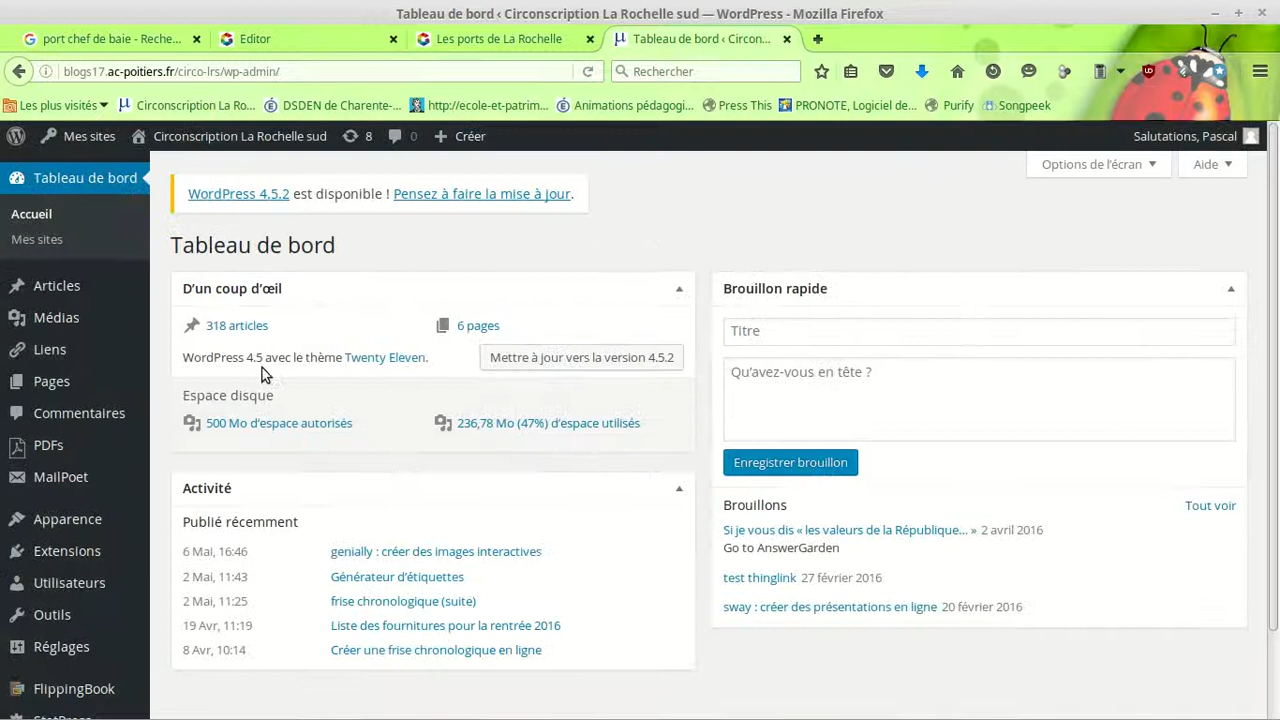 Tableau de bord ‹ Circonscription La Rochelle sud — WordPress - Mozilla Firefox
port chef de baie - Reche...
Editor
Les ports de La Rochelle
Tableau de bord ‹ Circon...
blogs17.ac-poitiers.fr/circo-lrs/wp-admin/
Rechercher
Les plus visités
Circonscription La Ro...
DSDEN de Charente-...
http://ecole-et-patrim...
Animations pédagogi...
Press This
PRONOTE, Logiciel de...
Purify
Songpeek
Mes sites
Circonscription La Rochelle sud
8
0
Créer
Salutations, Pascal
Tableau de bord
Accueil
Mes sites
Articles
Médias
Liens
Pages
Commentaires
PDFs
MailPoet
Apparence
Extensions
Utilisateurs
Outils
Réglages
FlippingBook
StatPress
Options de l'écran
Aide
WordPress 4.5.2 est disponible ! Pensez à faire la mise à jour.
Tableau de bord
D'un coup d'œil
318 articles
6 pages
WordPress 4.5 avec le thème Twenty Eleven.
Mettre à jour vers la version 4.5.2
Espace disque
500 Mo d'espace autorisés
236,78 Mo (47%) d'espace utilisés
Activité
Publié récemment
6 Mai, 16:46 genially : créer des images interactives
2 Mai, 11:43 Générateur d'étiquettes
2 Mai, 11:25 frise chronologique (suite)
19 Avr, 11:19 Liste des fournitures pour la rentrée 2016
8 Avr, 10:14 Créer une frise chronologique en ligne
Brouillon rapide
Titre
Qu'avez-vous en tête ?
Enregistrer brouillon
Brouillons
Tout voir
Si je vous dis « les valeurs de la République... » 2 avril 2016
Go to AnswerGarden
test thinglink 27 février 2016
sway : créer des présentations en ligne 20 février 2016